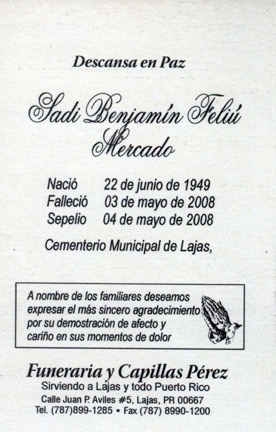 Descansa en Paz
Sadi Benjamín Feliú
Mercado
Nació 22 de junio de 1949
Falleció 03 de mayo de 2008
Sepelio 04 de mayo de 2008
Cementerio Municipal de Lajas,
A nombre de los familiares deseamos
expresar el más sincero agradecimiento
por su demostración de afecto y
cariño en sus momentos de dolor
Funeraria y Capillas Pérez
Sirviendo a Lajas y todo Puerto Rico
Calle Juan P. Aviles #5, Lajas, PR 00667
Tel. (787)899-1285 • Fax (787) 8990-1200